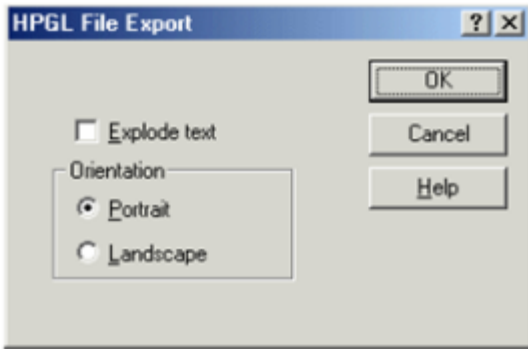 HPGL File Export
OK
Explode text
Cancel
Orientation
Portrait
Help
Landscape